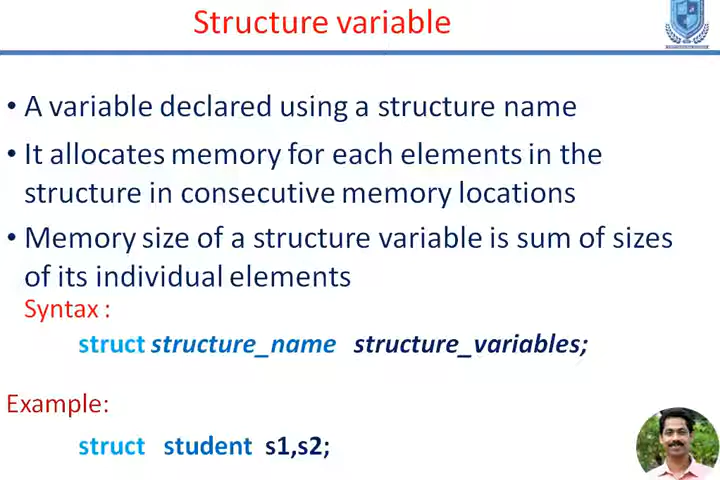 Structure variable
• A variable declared using a structure name
• It allocates memory for each elements in the
structure in consecutive memory locations
• Memory size of a structure variable is sum of sizes
of its individual elements
Syntax :
struct structure_name structure_variables;
Example:
struct student s1,s2;